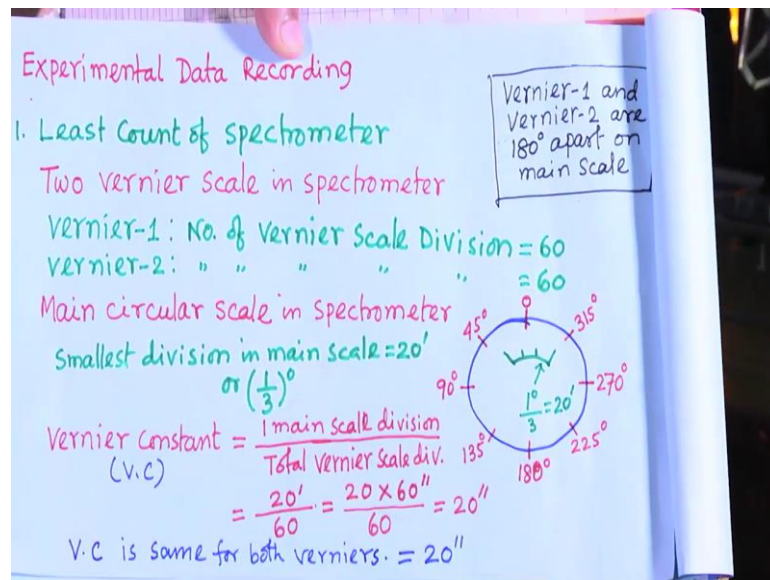 Experimental Data Recording
Vernier-1 and
Vernier-2 are
180° apart on
main scale
1. Least Count of spectrometer
Two vernier scale in spectrometer
Vernier-1: No. of Vernier Scale Division = 60
Vernier-2: " " " " " = 60
Main circular scale in spectrometer
Smallest division in main scale = 20'
or (1/3)°
0
45°
315°
90°
270°
1°/3 = 20'
135°
225°
180°
Vernier Constant = 1 main scale division / Total Vernier scale div.
(V.C)
= 20'/60 = 20 x 60"/60 = 20"
V.C is same for both verniers. = 20"